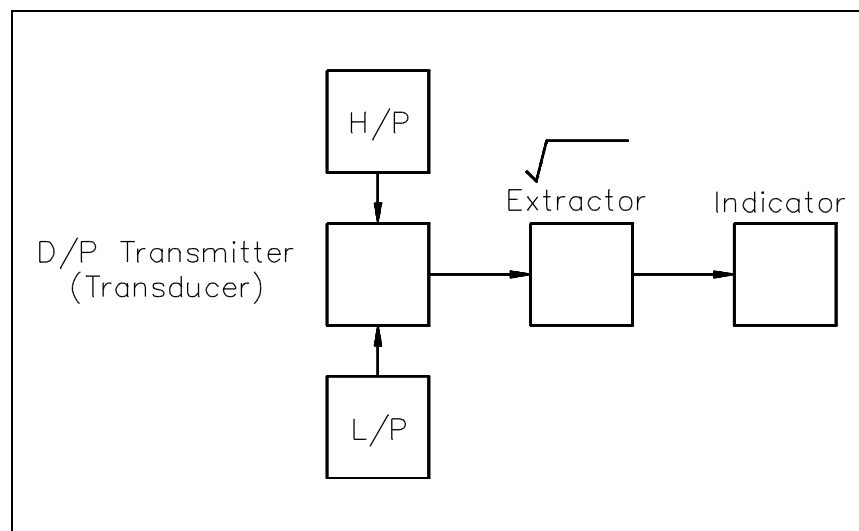 H/P
√
Extractor
Indicator
D/P Transmitter
(Transducer)
L/P